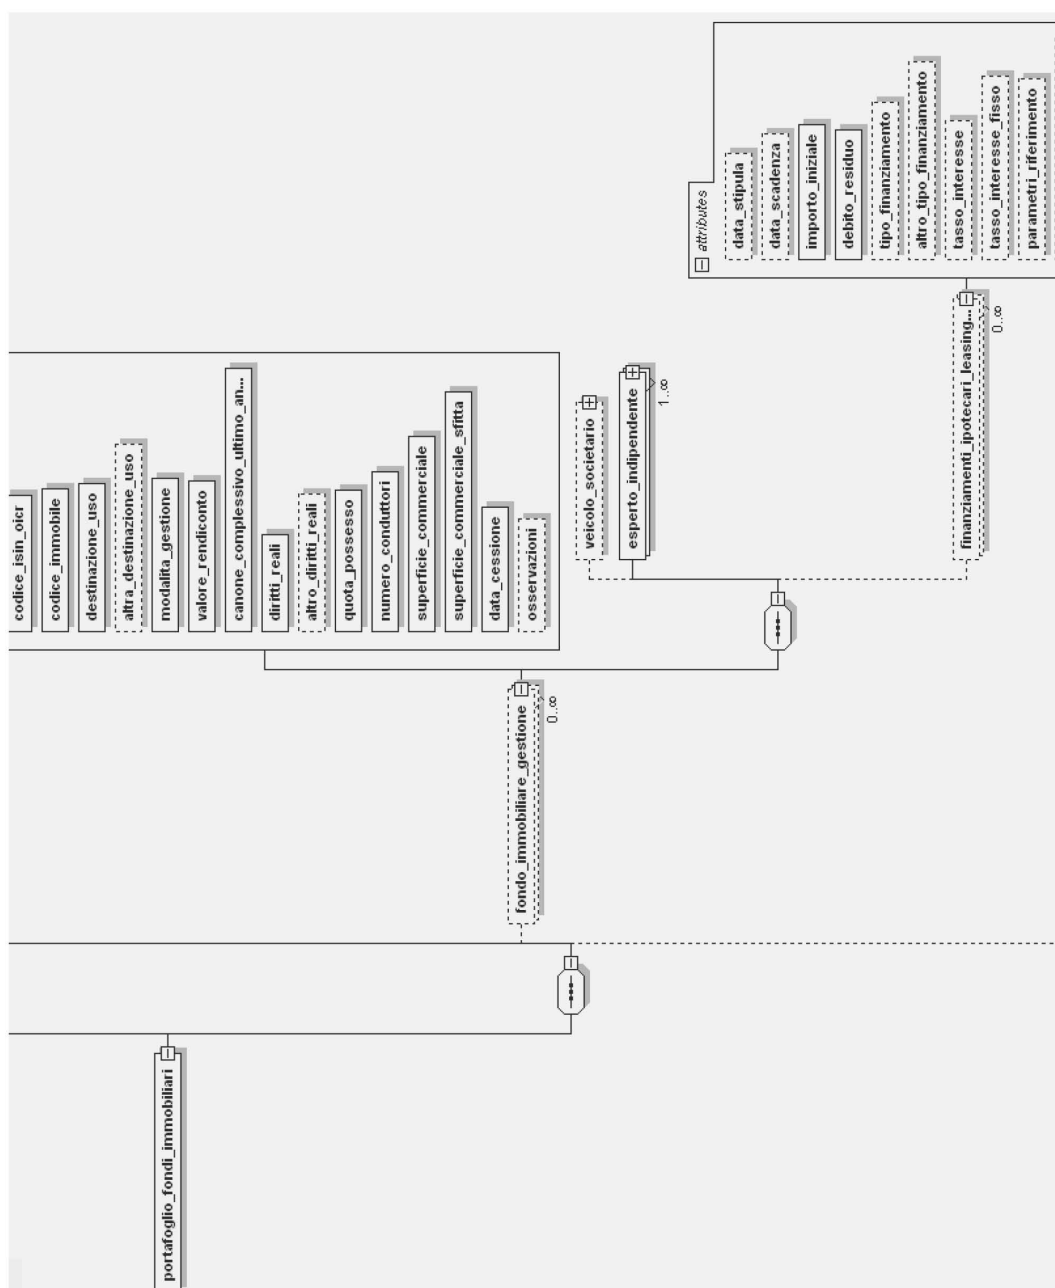 portafoglio_fondi_immobiliari
fondo_immobiliare_gestione
0..∞
codice_isin_oicr
codice_immobile
destinazione_uso
altra_destinazione_uso
modalita_gestione
valore_rendiconto
canone_complessivo_ultimo_an...
diritti_reali
altro_diritti_reali
quota_possesso
numero_conduttori
superficie_commerciale
superficie_commerciale_sfitta
data_cessione
osservazioni
veicolo_societario
esperto_indipendente
1..∞
finanziamenti_ipotecari_leasing...
0..∞
attributes
data_stipula
data_scadenza
importo_iniziale
debito_residuo
tipo_finanziamento
altro_tipo_finanziamento
tasso_interesse
tasso_interesse_fisso
parametri_riferimento